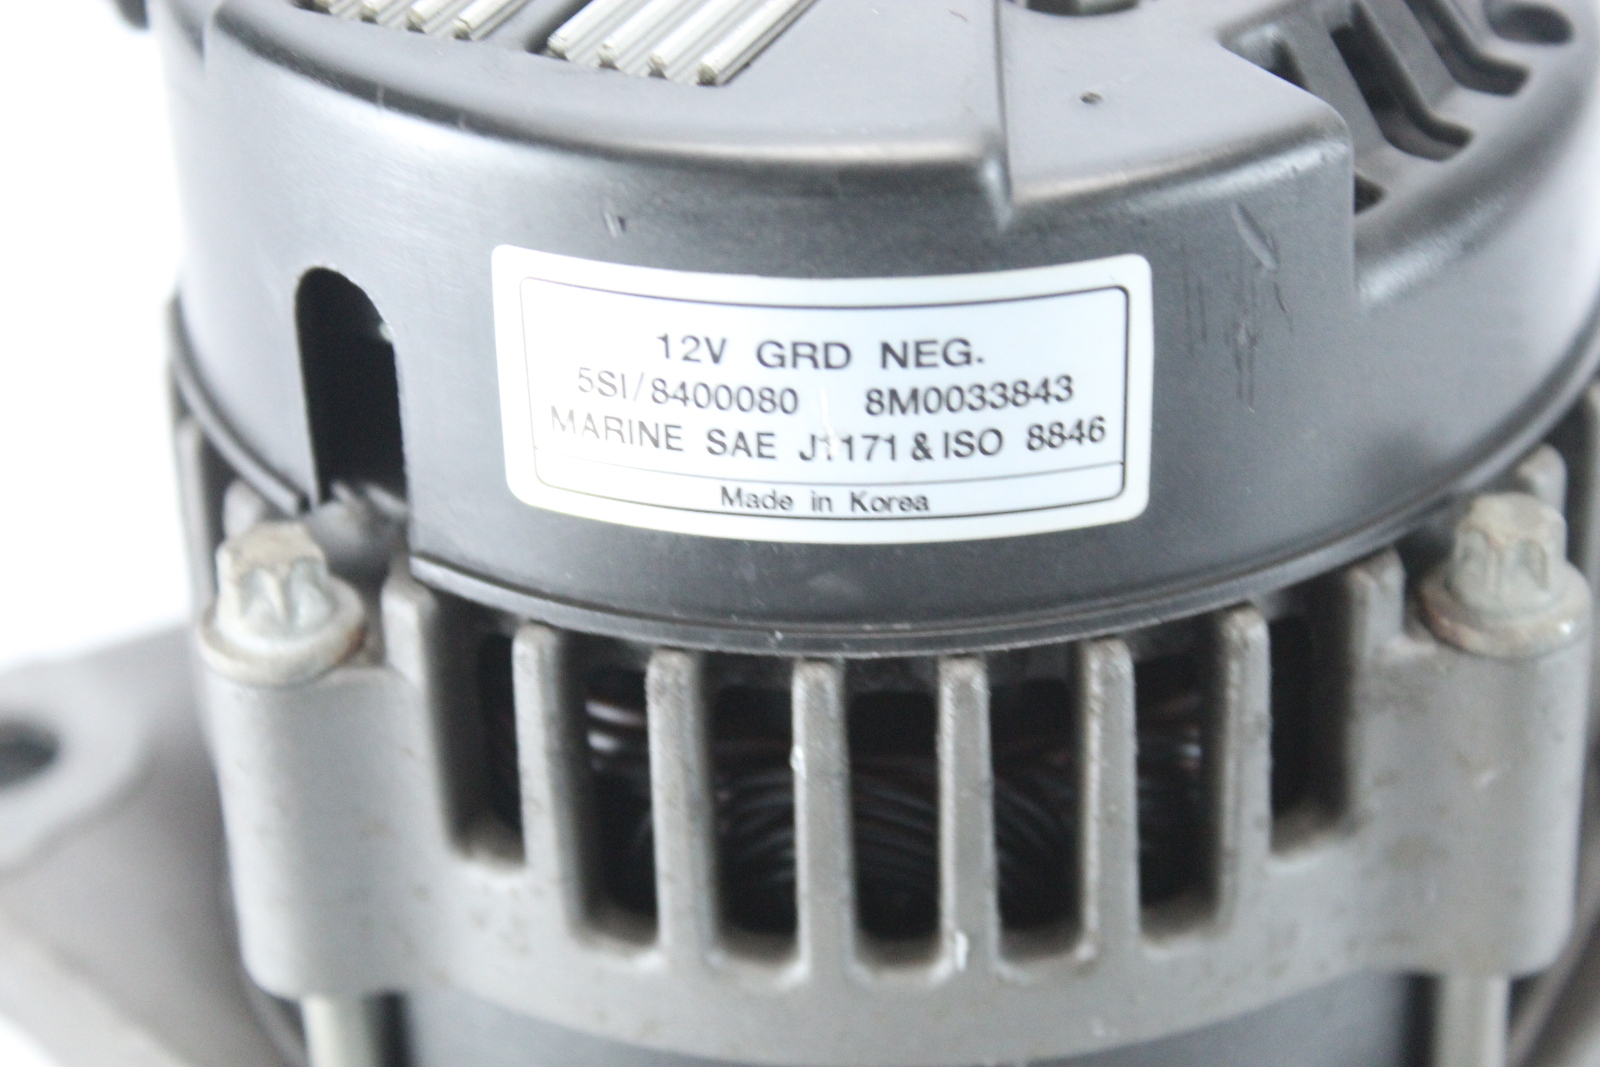 12V GRD NEG.
5SI/8400080 8M0033843
MARINE SAE J1171 & ISO 8846
Made in Korea